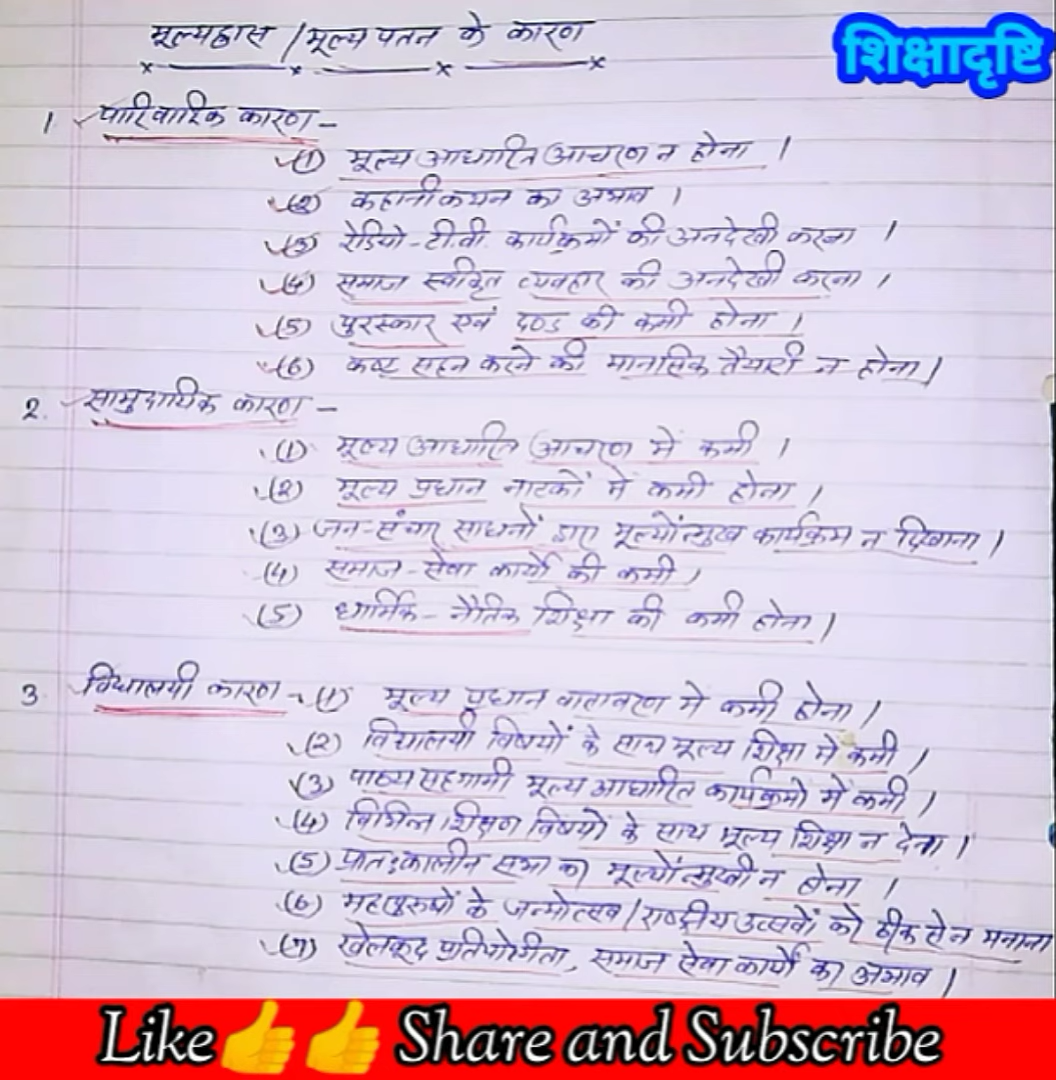 मूल्यह्रास / मूल्य पतन के कारण
शिक्षादृष्टि
1 पारिवारिक कारण -
(1) मूल्य आधारित आचरण न होना ।
(2) कहानी कथन का अभाव ।
(3) रेडियो - टी.वी. कार्यक्रमों की अनदेखी करना ।
(4) समाज स्वीकृत व्यवहार की अनदेखी करना ।
(5) पुरस्कार एवं दण्ड की कमी होना ।
(6) कष्ट सहन करने की मानसिक तैयारी न होना ।
2. सामुदायिक कारण -
(1) मूल्य आधारित आचरण में कमी ।
(2) मूल्य प्रधान नाटकों में कमी होना ।
(3) जन-संचार साधनों द्वारा मूल्योंन्मुख कार्यक्रम न दिखाना ।
(4) समाज - सेवा कार्यों की कमी ।
(5) धार्मिक - नैतिक शिक्षा की कमी होना ।
3 विद्यालयी कारण - (1) मूल्य प्रधान वातावरण मे कमी होना ।
(2) विद्यालयी विषयों के साथ मूल्य शिक्षा मे कमी ।
(3) पाठ्य सहगामी मूल्य आधारित कार्यक्रमो में कमी ।
(4) विभिन्न शिक्षण विषयो के साथ मूल्य शिक्षा न देना ।
(5) प्रातःकालीन सभा का मूल्योंन्मुखी न होना ।
(6) महापुरुषों के जन्मोत्सव / राष्ट्रीय उत्सवों को ठीक से न मनाना
(7) खेलकूद प्रतियोगिता, समाज सेवा कार्यों का अभाव ।
Like 👍👍 Share and Subscribe